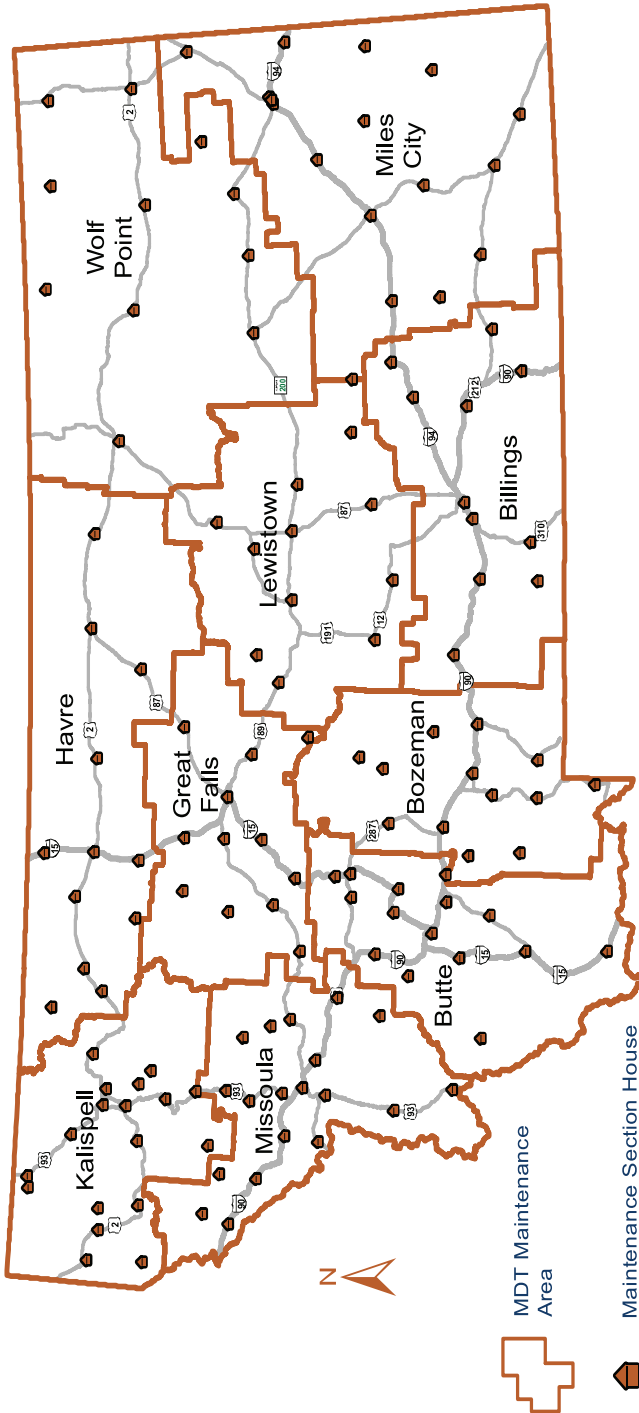 Kalispell
Missoula
Butte
Bozeman
Great
Falls
Havre
Lewistown
Billings
Wolf
Point
Miles
City
93
2
93
90
93
90
15
15
15
2
87
15
89
287
90
191
12
87
310
94
212
90
200
2
94
N
MDT Maintenance
Area
Maintenance Section House